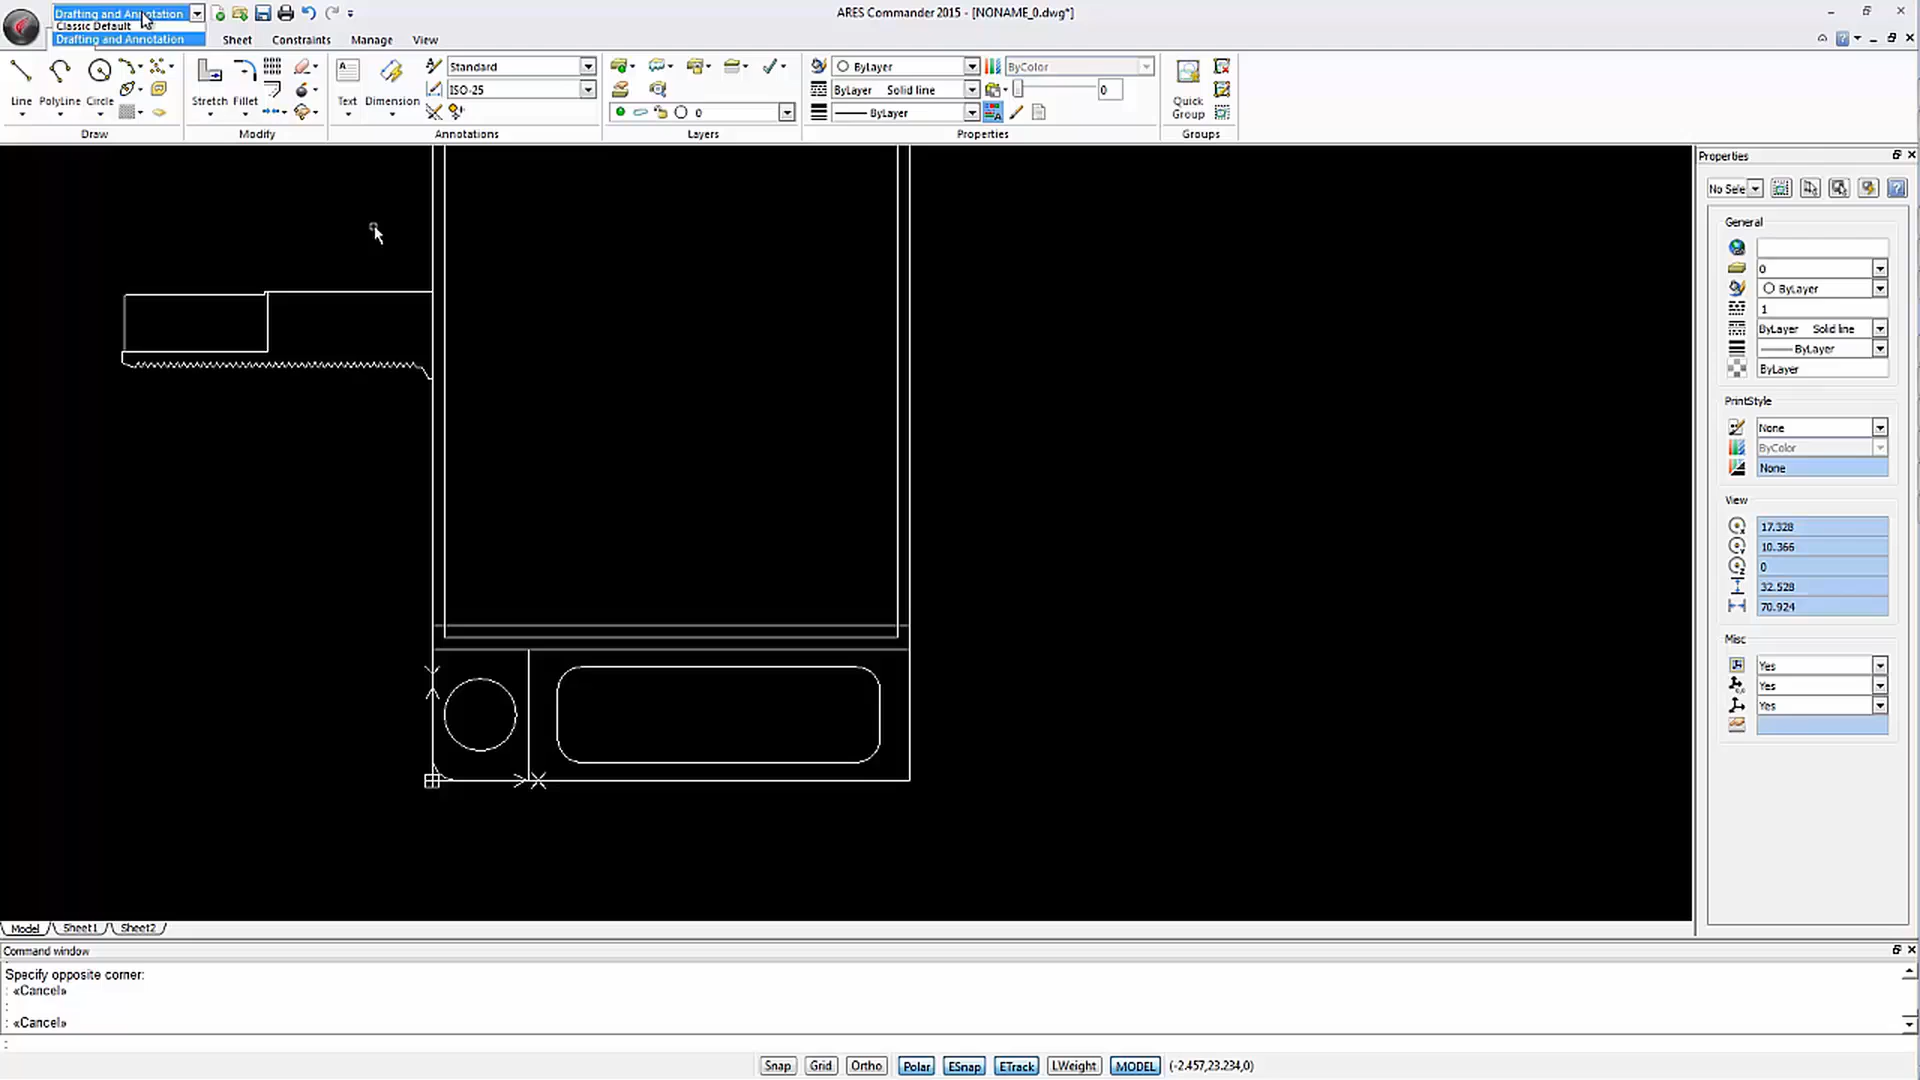 Drafting and Annotation
ARES Commander 2015 - [NONAME_0.dwg*]
Classic Default
Drafting and Annotation
Sheet
Constraints
Manage
View
Line
PolyLine
Circle
Stretch
Fillet
Text
Dimension
Standard
ISO-25
0
ByLayer
ByLayer Solid line
ByLayer
ByColor
0
Quick
Group
Draw
Modify
Annotations
Layers
Properties
Groups
Properties
No Sele
General
0
ByLayer
1
ByLayer Solid line
ByLayer
ByLayer
PrintStyle
None
ByColor
None
View
17.328
10.366
0
32.528
70.924
Misc
Yes
Yes
Yes
Model
Sheet1
Sheet2
Command window
Specify opposite corner:
: «Cancel»
:
: «Cancel»
:
Snap
Grid
Ortho
Polar
ESnap
ETrack
LWeight
MODEL
(-2.457,23.234,0)